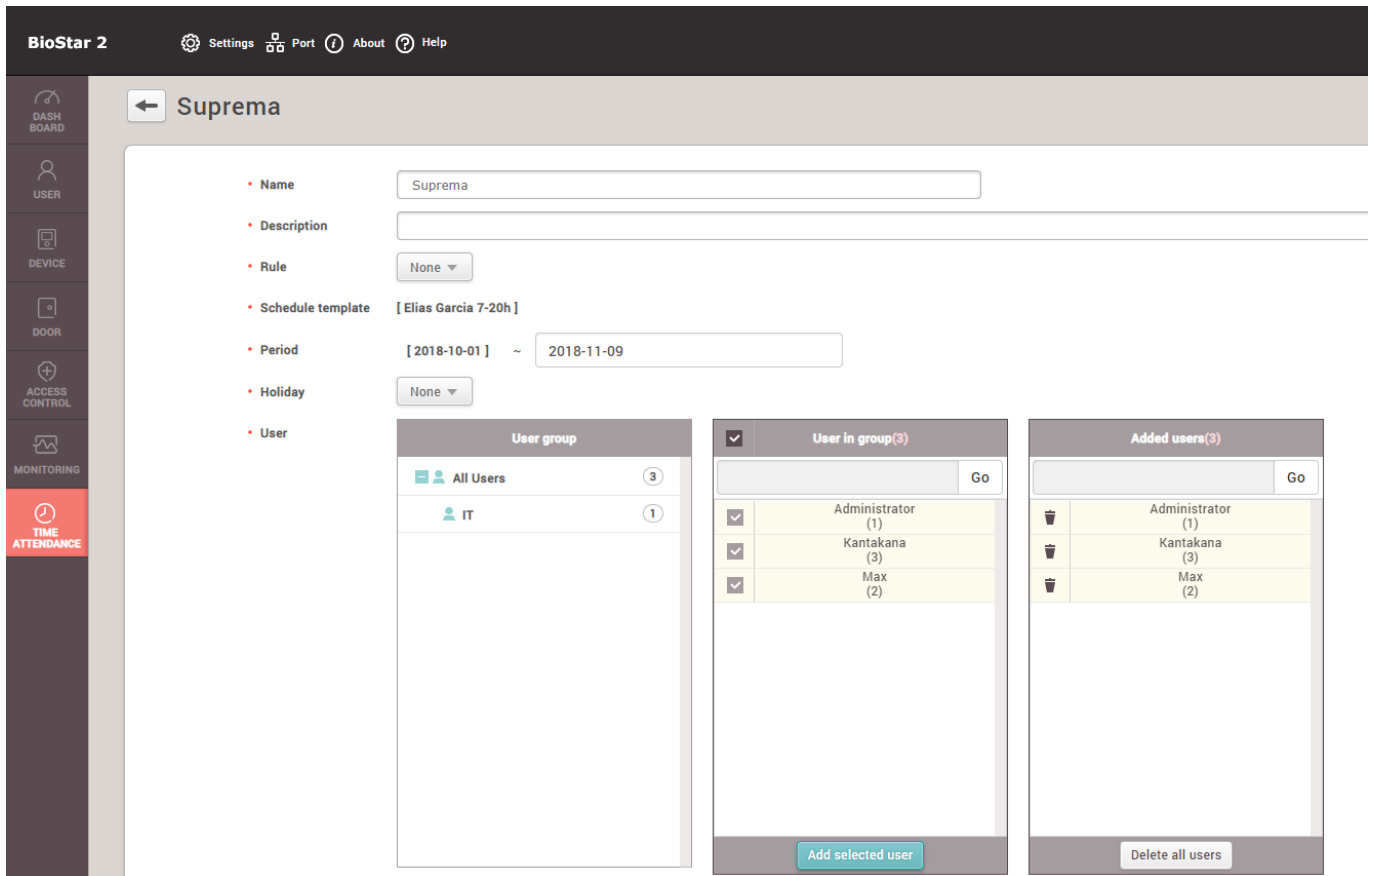 BioStar 2
Settings Port About Help
DASH
BOARD
USER
DEVICE
DOOR
ACCESS
CONTROL
MONITORING
TIME
ATTENDANCE
Suprema
Name Suprema
Description
Rule None
Schedule template [ Elias Garcia 7-20h ]
Period [ 2018-10-01 ] ~ 2018-11-09
Holiday None
User
User group
All Users 3
IT 1
User in group(3)
Go
Administrator
(1)
Kantakana
(3)
Max
(2)
Add selected user
Added users(3)
Go
Administrator
(1)
Kantakana
(3)
Max
(2)
Delete all users